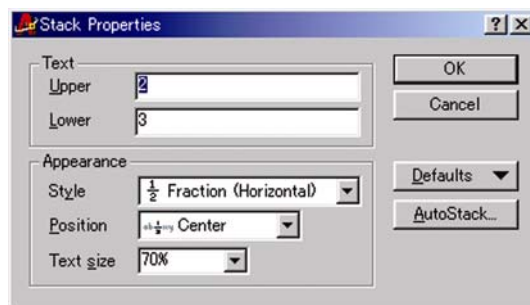 Stack Properties
Text
Upper 2
Lower 3
OK
Cancel
Appearance
Style 1/2 Fraction (Horizontal)
Position Center
Text size 70%
Defaults
AutoStack...